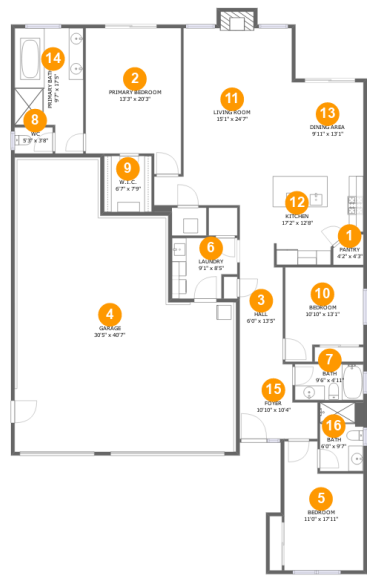 14
PRIMARY BATH
9'7" x 17'5"
2
PRIMARY BEDROOM
13'3" x 20'3"
11
LIVING ROOM
15'1" x 24'7"
13
DINING AREA
9'11" x 13'1"
8
WC
5'3" x 3'8"
9
W.I.C.
6'7" x 7'9"
12
KITCHEN
17'2" x 12'8"
1
PANTRY
4'2" x 4'3"
6
LAUNDRY
9'1" x 8'5"
4
GARAGE
30'5" x 40'7"
3
HALL
6'0" x 13'5"
10
BEDROOM
10'10" x 13'1"
7
BATH
9'6" x 4'11"
15
FOYER
10'10" x 10'4"
16
BATH
6'0" x 9'7"
5
BEDROOM
11'0" x 17'11"